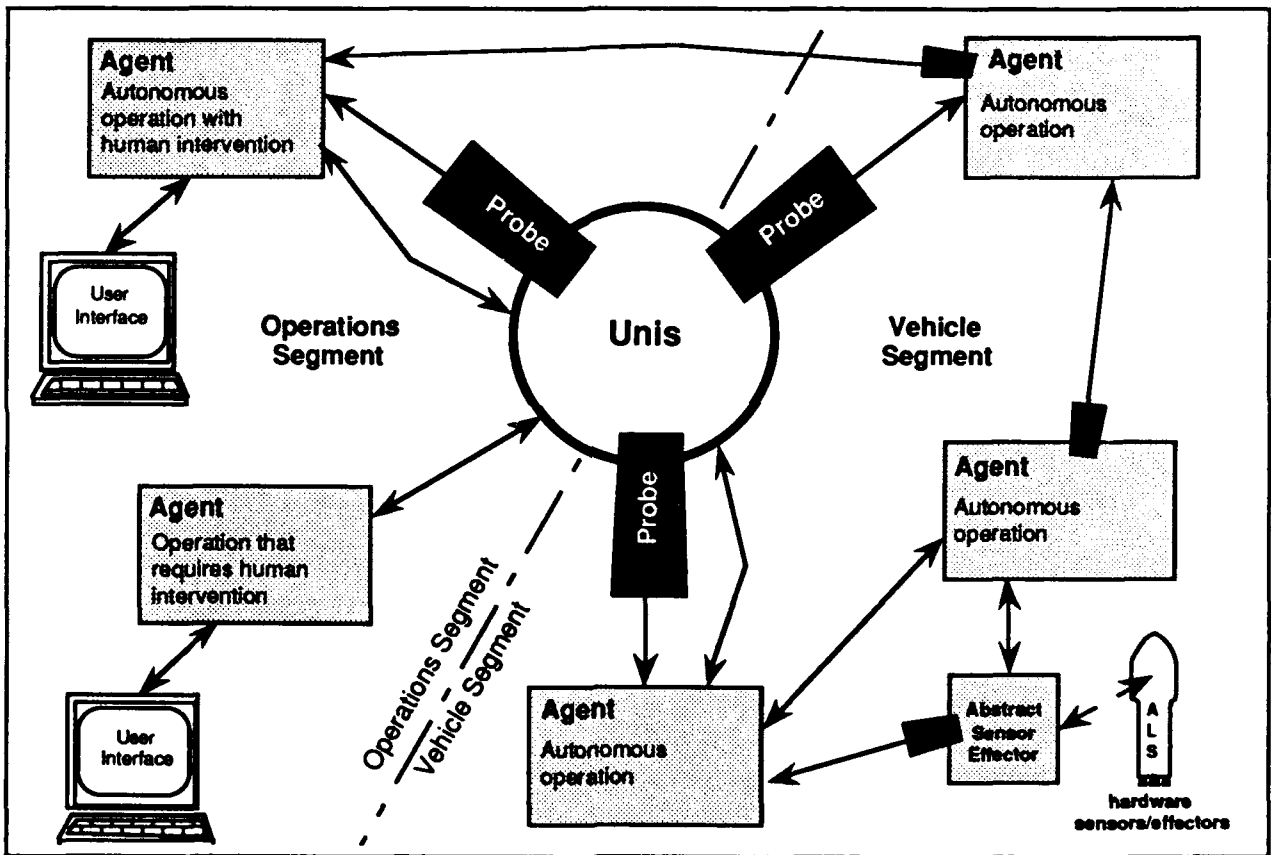 Agent
Autonomous
operation with
human intervention
Agent
Autonomous
operation
Probe
Probe
User
Interface
Operations
Segment
Unis
Vehicle
Segment
Agent
Operation that
requires human
intervention
Probe
Agent
Autonomous
operation
Operations Segment
Vehicle Segment
User
Interface
Agent
Autonomous
operation
Abstract
Sensor
Effector
ALS
hardware
sensors/effectors